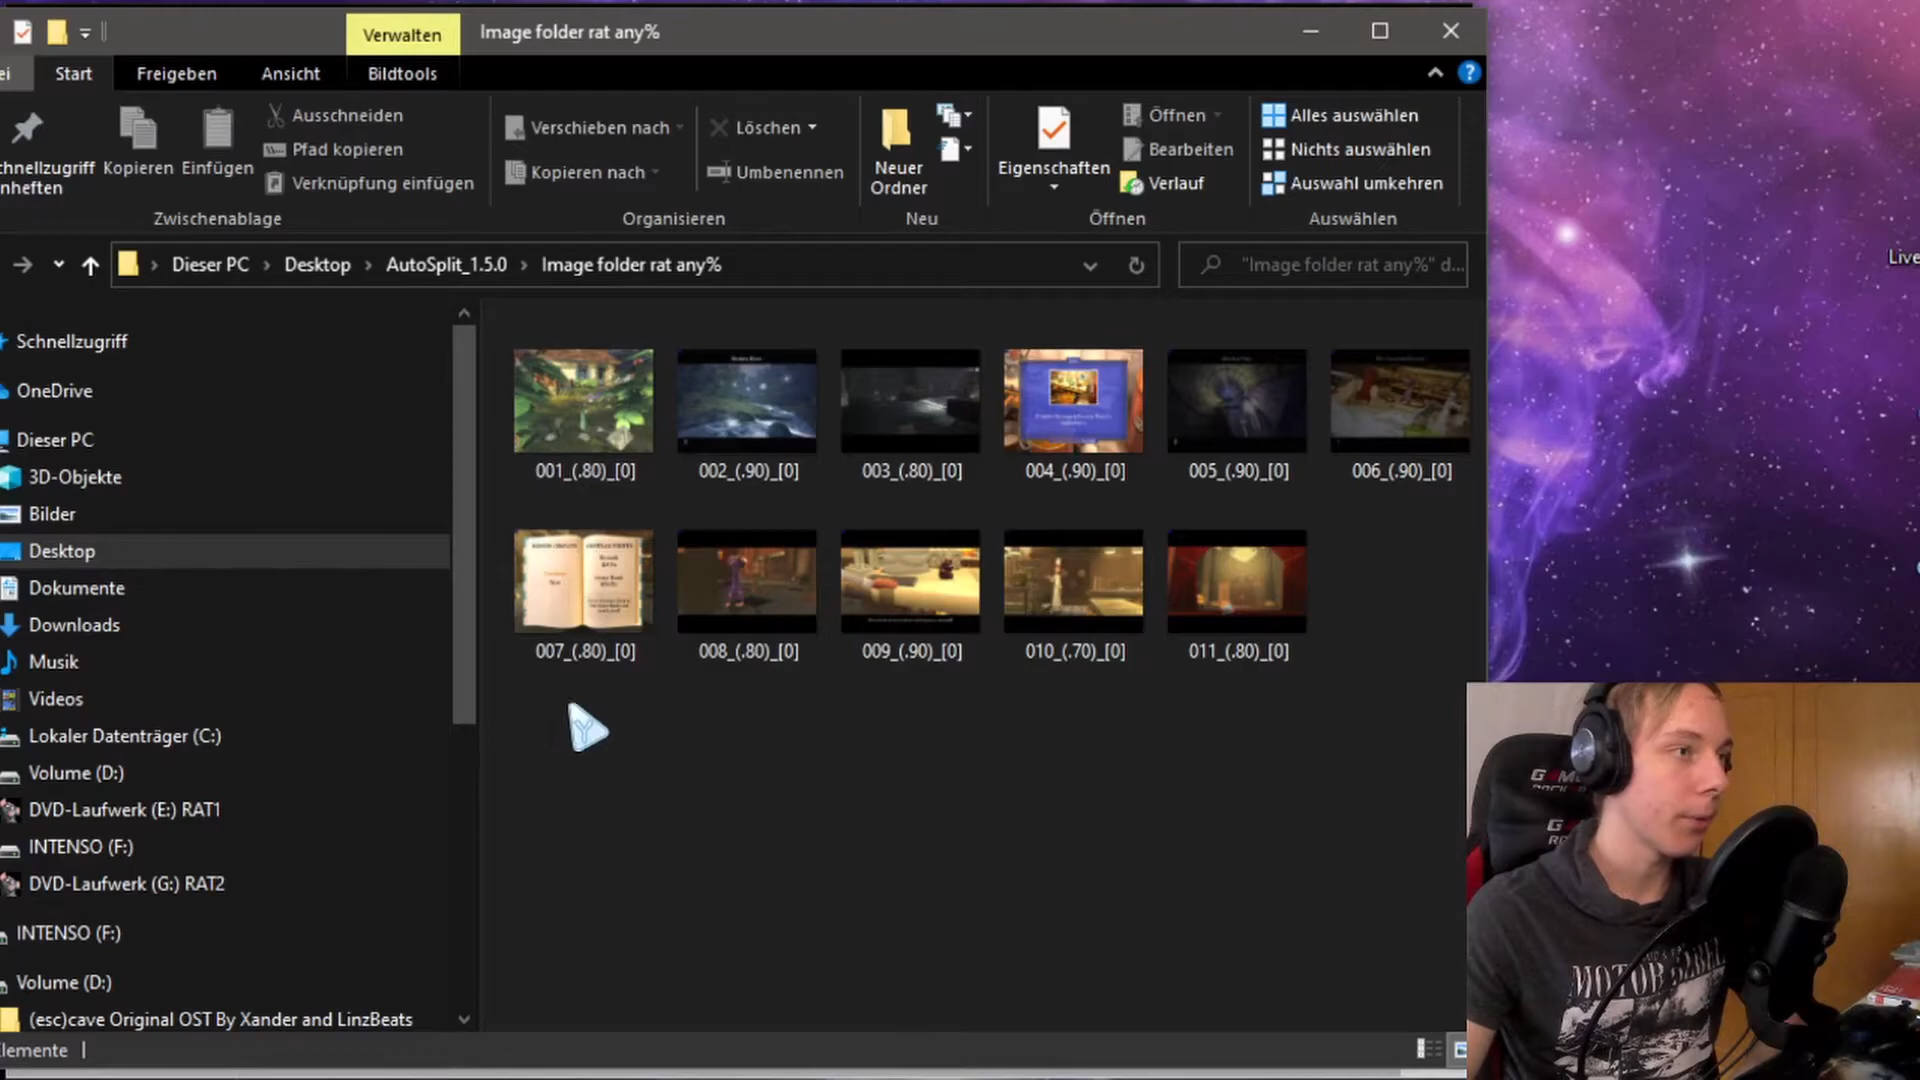 Verwalten
Image folder rat any%
ei
Start
Freigeben
Ansicht
Bildtools
chnellzugriff
nheften
Kopieren
Einfügen
Ausschneiden
Pfad kopieren
Verknüpfung einfügen
Zwischenablage
Verschieben nach
Kopieren nach
Löschen
Umbenennen
Organisieren
Neuer
Ordner
Neu
Eigenschaften
Öffnen
Bearbeiten
Verlauf
Öffnen
Alles auswählen
Nichts auswählen
Auswahl umkehren
Auswählen
Dieser PC
Desktop
AutoSplit_1.5.0
Image folder rat any%
"Image folder rat any%" d...
Live
Schnellzugriff
OneDrive
Dieser PC
3D-Objekte
Bilder
Desktop
Dokumente
Downloads
Musik
Videos
Lokaler Datenträger (C:)
Volume (D:)
DVD-Laufwerk (E:) RAT1
INTENSO (F:)
DVD-Laufwerk (G:) RAT2
INTENSO (F:)
Volume (D:)
(esc)cave Original OST By Xander and LinzBeats
lemente
001_(.80)_[0]
002_(.90)_[0]
003_(.80)_[0]
004_(.90)_[0]
005_(.90)_[0]
006_(.90)_[0]
007_(.80)_[0]
008_(.80)_[0]
009_(.90)_[0]
010_(.70)_[0]
011_(.80)_[0]